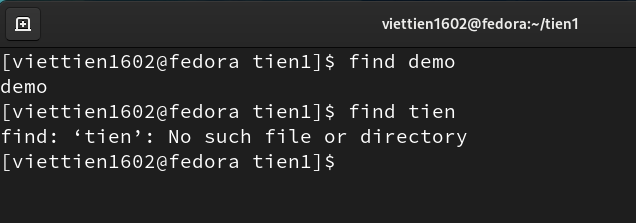 viettien1602@fedora:~/tien1
[viettien1602@fedora tien1]$ find demo
demo
[viettien1602@fedora tien1]$ find tien
find: ‘tien’: No such file or directory
[viettien1602@fedora tien1]$